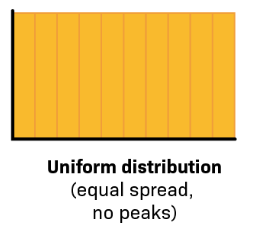 Uniform distribution
(equal spread,
no peaks)